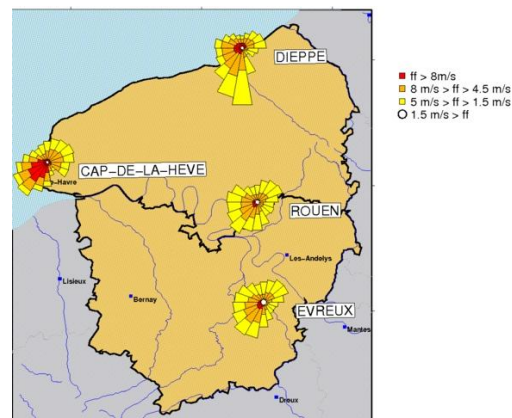 DIEPPE
ff > 8m/s
8 m/s > ff > 4.5 m/s
5 m/s > ff > 1.5 m/s
1.5 m/s > ff
CAP-DE-LA-HEVE
-Havre
ROUEN
Les-Andelys
Lisieux
Bernay
EVREUX
Mantes
Dreux